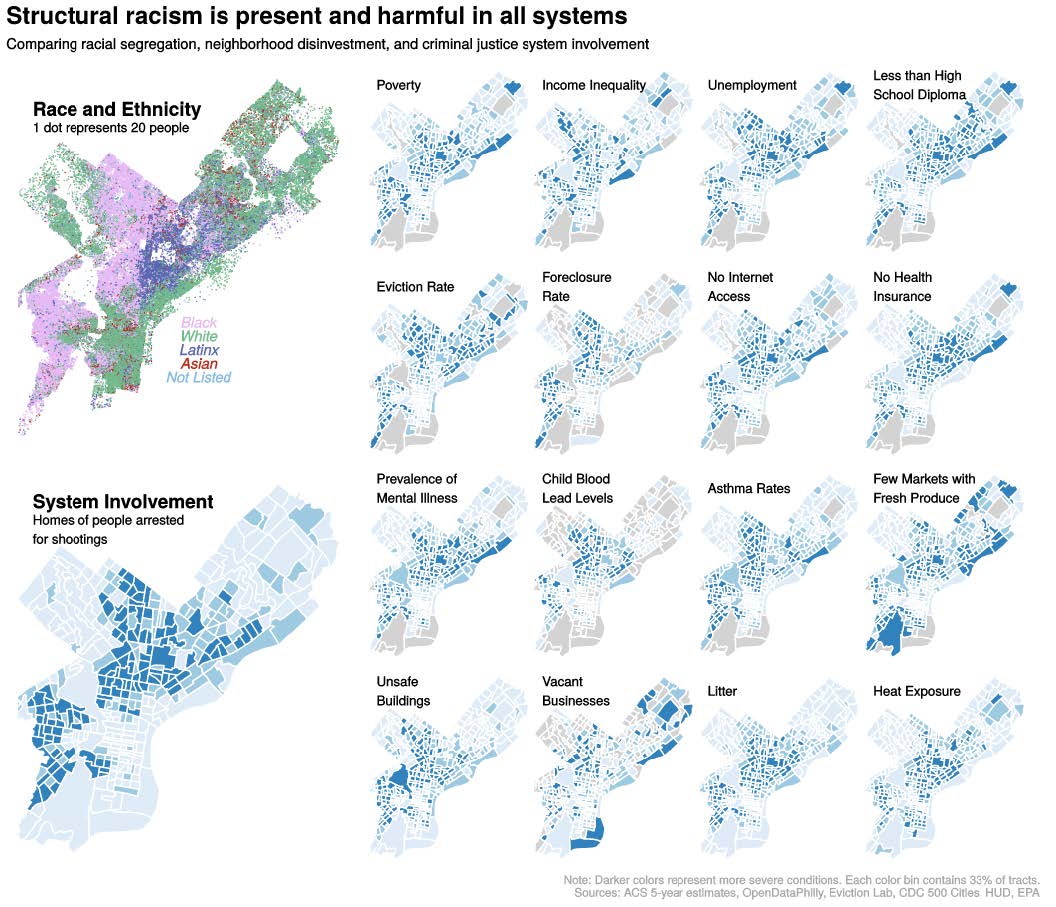 Structural racism is present and harmful in all systems
Comparing racial segregation, neighborhood disinvestment, and criminal justice system involvement
Race and Ethnicity
1 dot represents 20 people
Black
White
Latinx
Asian
Not Listed
System Involvement
Homes of people arrested
for shootings
Poverty
Income Inequality
Unemployment
Less than High
School Diploma
Eviction Rate
Foreclosure
Rate
No Internet
Access
No Health
Insurance
Prevalence of
Mental Illness
Child Blood
Lead Levels
Asthma Rates
Few Markets with
Fresh Produce
Unsafe
Buildings
Vacant
Businesses
Litter
Heat Exposure
Note: Darker colors represent more severe conditions. Each color bin contains 33% of tracts.
Sources: ACS 5-year estimates, OpenDataPhilly, Eviction Lab, CDC 500 Cities, HUD, EPA